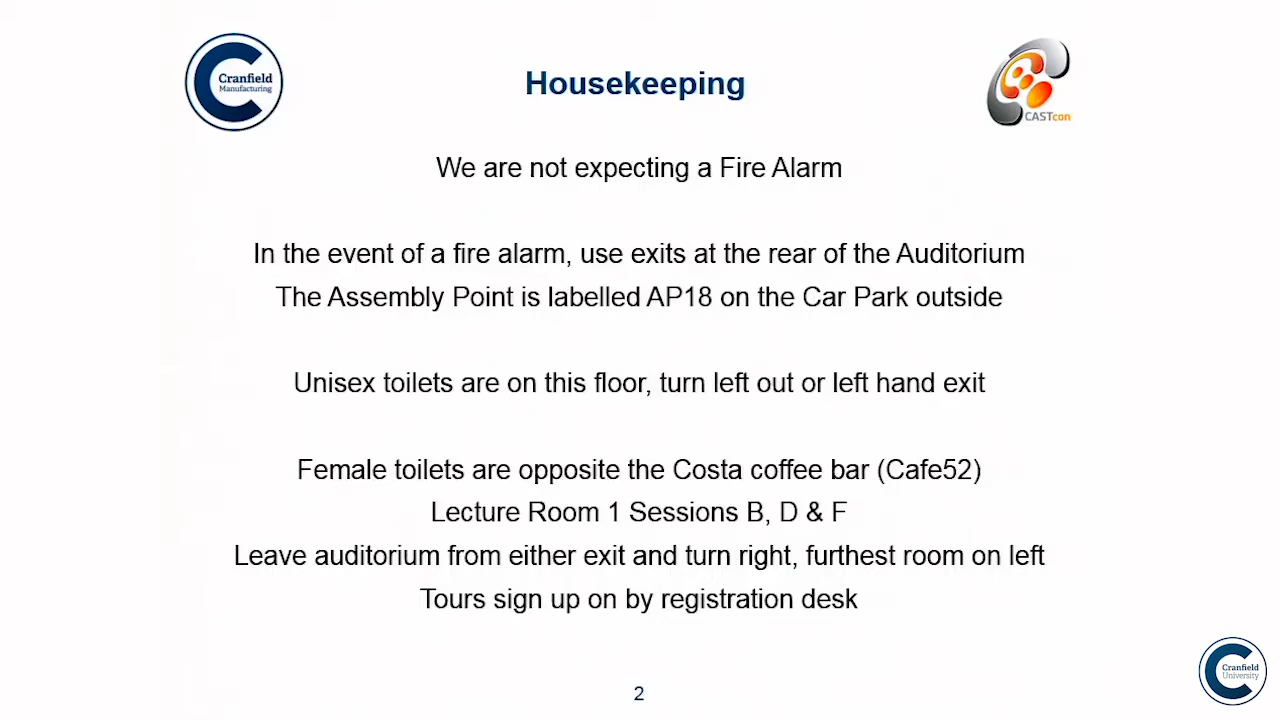 Cranfield
Manufacturing
Housekeeping
CASTcon
We are not expecting a Fire Alarm
In the event of a fire alarm, use exits at the rear of the Auditorium
The Assembly Point is labelled AP18 on the Car Park outside
Unisex toilets are on this floor, turn left out or left hand exit
Female toilets are opposite the Costa coffee bar (Cafe52)
Lecture Room 1 Sessions B, D & F
Leave auditorium from either exit and turn right, furthest room on left
Tours sign up on by registration desk
2
Cranfield
University